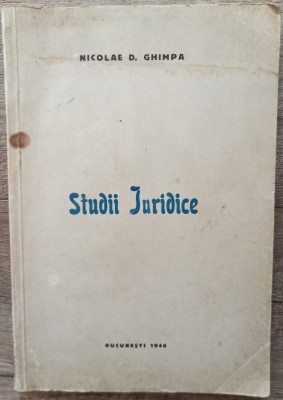 NICOLAE D. GHIMPA
Studii Juridice
BUCUREȘTI 1946